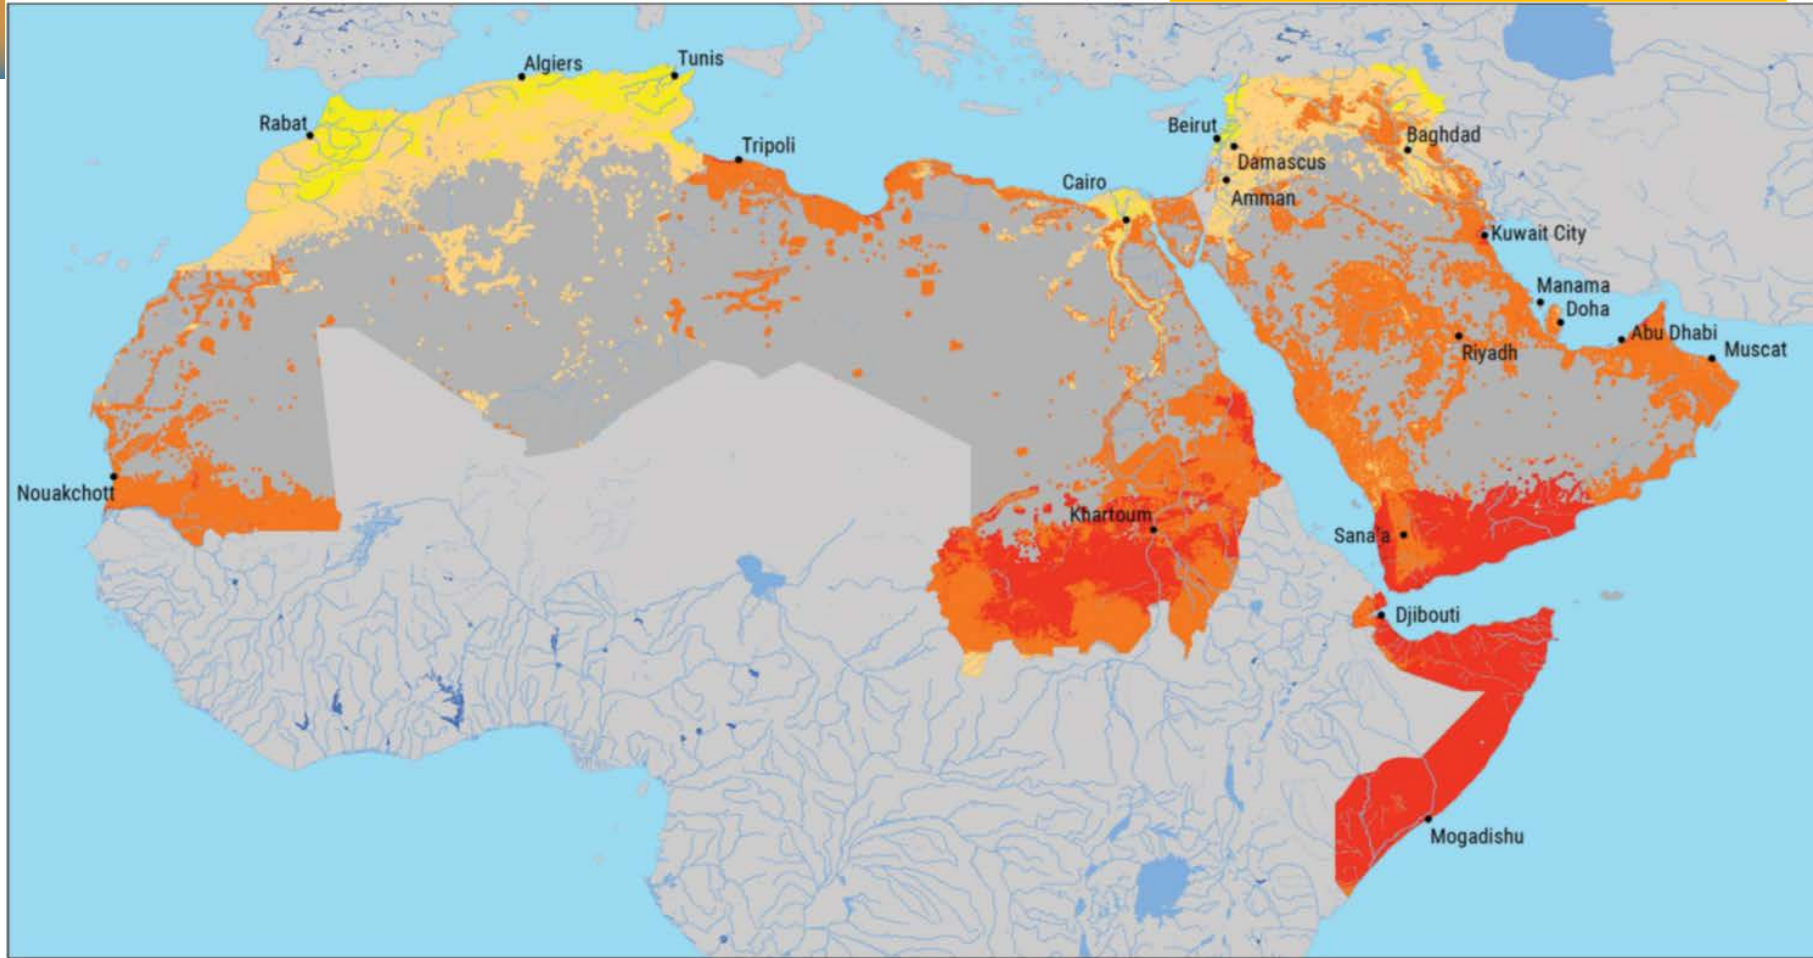 Algiers
Tunis
Rabat
Tripoli
Beirut
Baghdad
Damascus
Cairo
Amman
Kuwait City
Manama
Doha
Abu Dhabi
Riyadh
Muscat
Nouakchott
Khartoum
Sana'a
Djibouti
Mogadishu